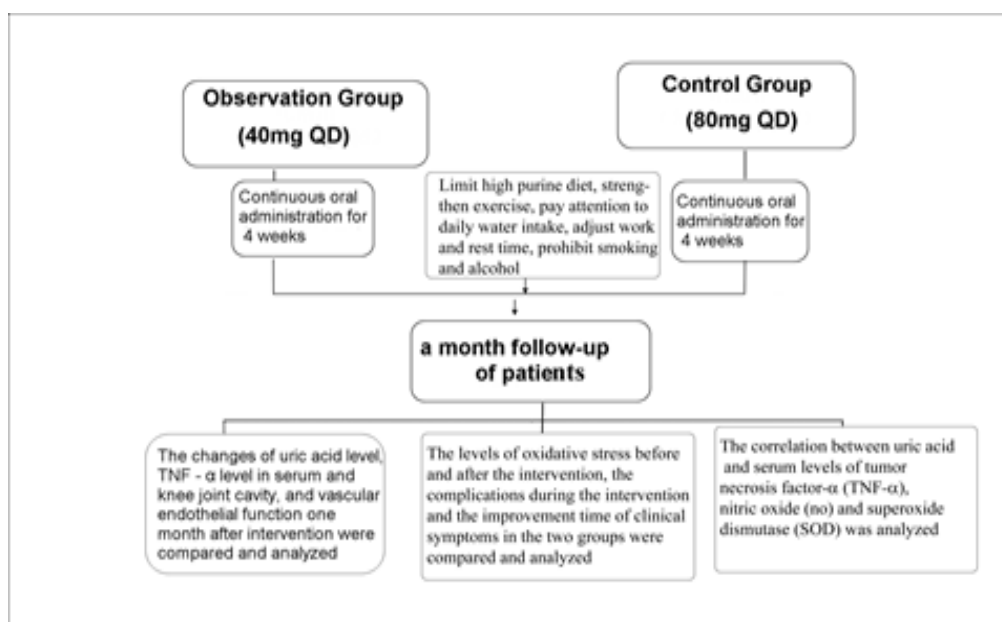 Observation Group
(40mg QD)
Control Group
(80mg QD)
Continuous oral
administration for
4 weeks
Limit high purine diet, streng-
then exercise, pay attention to
daily water intake, adjust work
and rest time, prohibit smoking
and alcohol
Continuous oral
administration for
4 weeks
a month follow-up
of patients
The changes of uric acid level,
TNF - α level in serum and
knee joint cavity, and vascular
endothelial function one
month after intervention were
compared and analyzed
The levels of oxidative stress before
and after the intervention, the
complications during the intervention
and the improvement time of clinical
symptoms in the two groups were
compared and analyzed
The correlation between uric acid
and serum levels of tumor
necrosis factor-α (TNF-α),
nitric oxide (no) and superoxide
dismutase (SOD) was analyzed